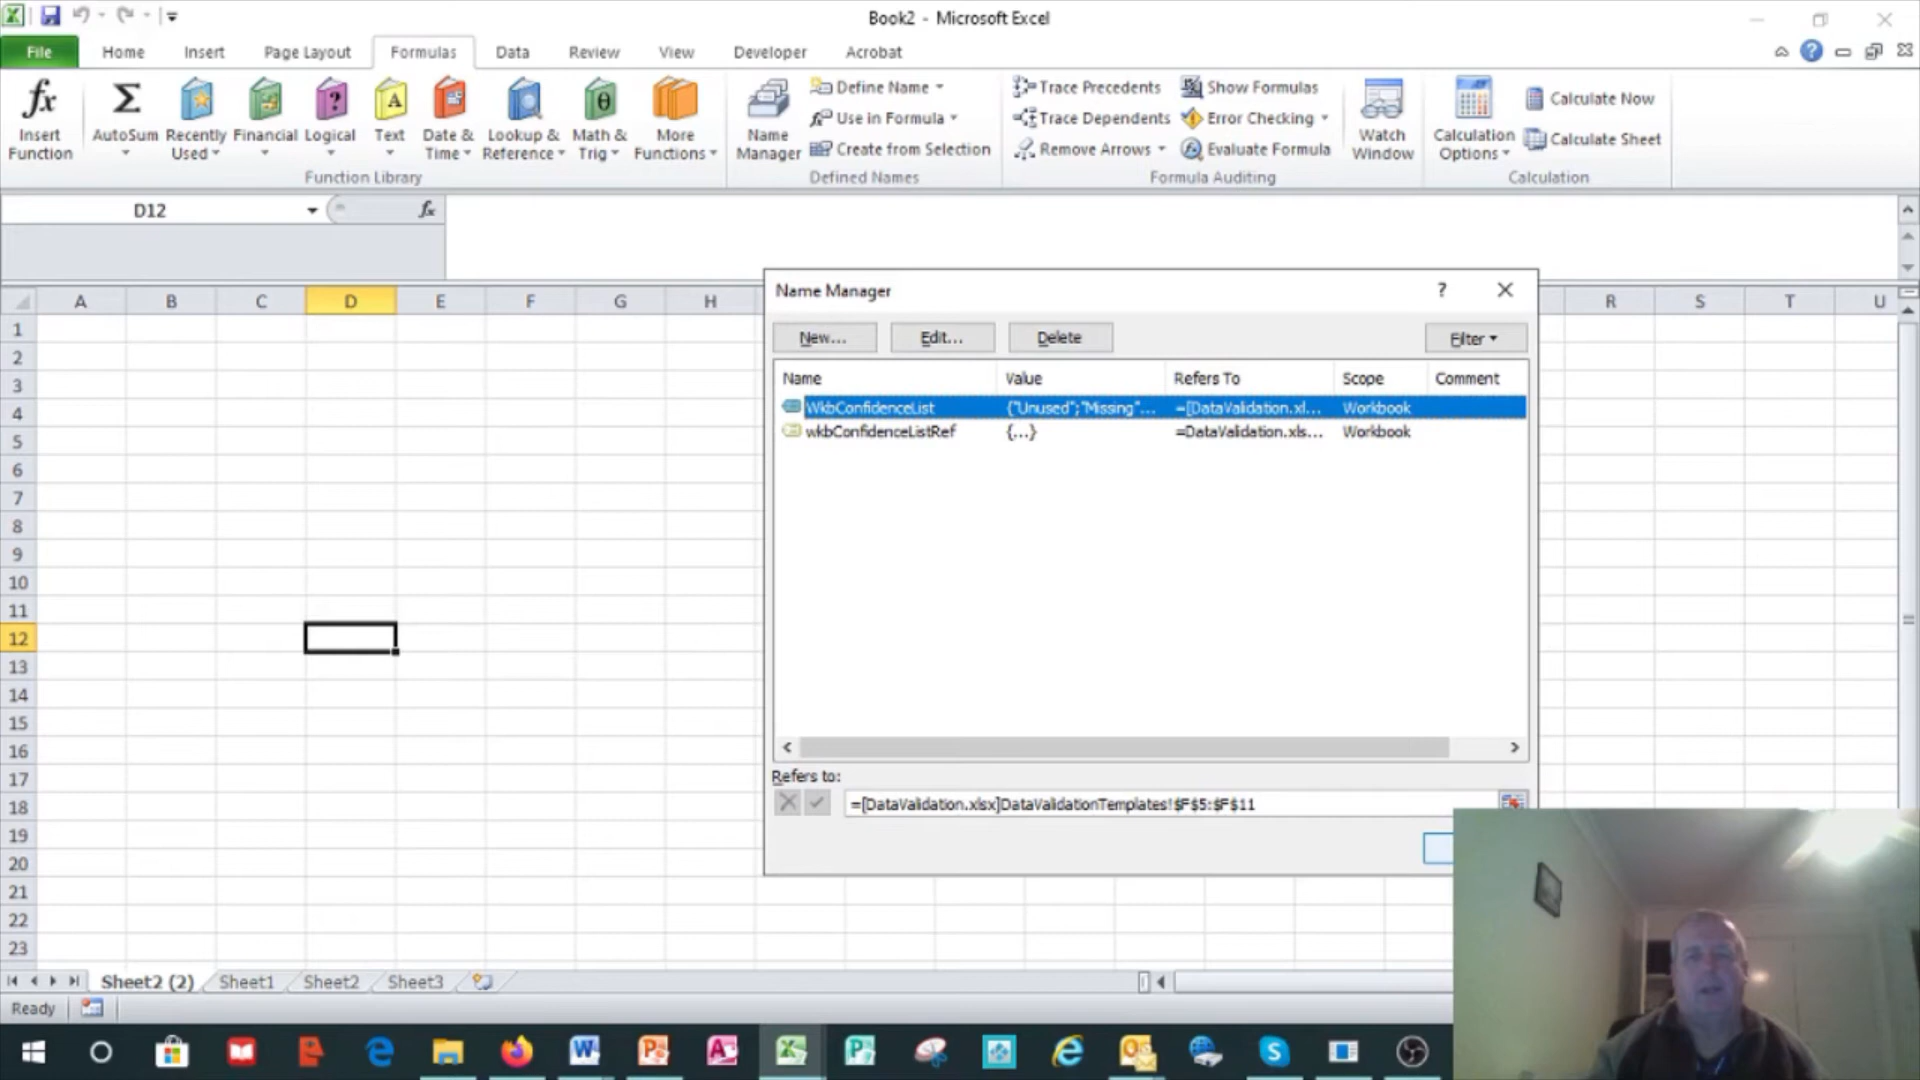 Book2 - Microsoft Excel
File Home Insert Page Layout Formulas Data Review View Developer Acrobat
Insert Function
AutoSum
Recently Used
Financial
Logical
Text
Date & Time
Lookup & Reference
Math & Trig
More Functions
Function Library
Name Manager
Define Name
Use in Formula
Create from Selection
Defined Names
Trace Precedents
Trace Dependents
Remove Arrows
Show Formulas
Error Checking
Evaluate Formula
Formula Auditing
Watch Window
Calculation Options
Calculate Now
Calculate Sheet
Calculation
D12
fx
A B C D E F G H R S T U
1
2
3
4
5
6
7
8
9
10
11
12
13
14
15
16
17
18
19
20
21
22
23
Name Manager
New... Edit... Delete Filter
Name Value Refers To Scope Comment
WkbConfidenceList {"Unused";"Missing"... =[DataValidation.xl... Workbook
wkbConfidenceListRef {...} =DataValidation.xls... Workbook
Refers to:
=[DataValidation.xlsx]DataValidationTemplates!$F$5:$F$11
Sheet2 (2) Sheet1 Sheet2 Sheet3
Ready